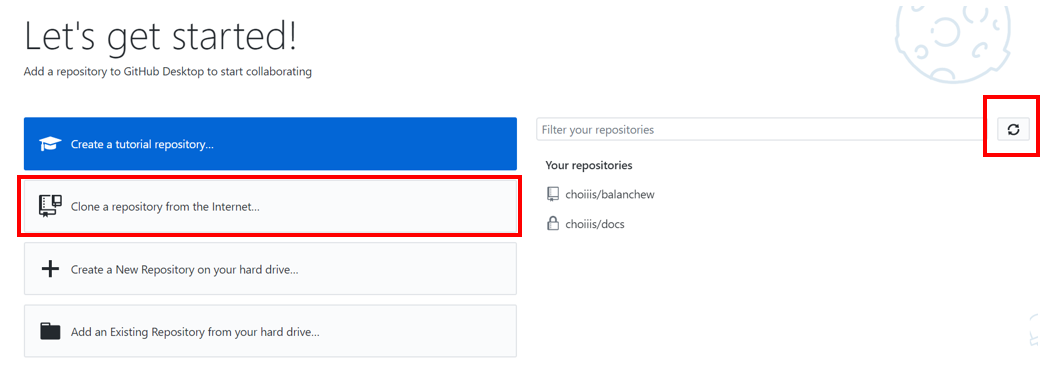 Let's get started!
Add a repository to GitHub Desktop to start collaborating
Create a tutorial repository...
Clone a repository from the Internet...
Create a New Repository on your hard drive...
Add an Existing Repository from your hard drive...
Filter your repositories
Your repositories
choiiis/balanchew
choiiis/docs